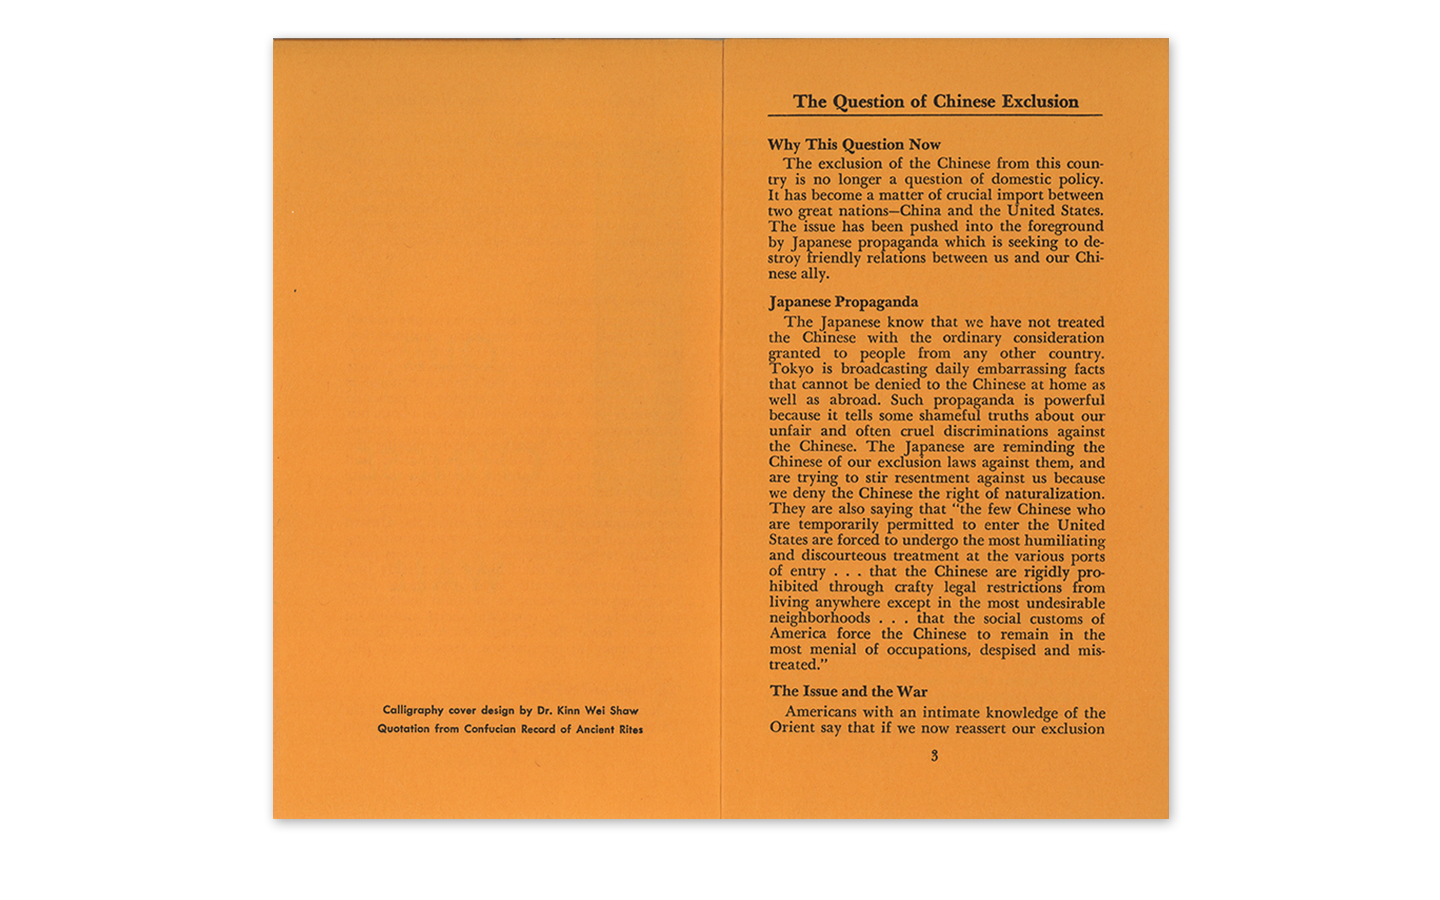 Calligraphy cover design by Dr. Kinn Wei Shaw
Quotation from Confucian Record of Ancient Rites
The Question of Chinese Exclusion
Why This Question Now
The exclusion of the Chinese from this coun-
try is no longer a question of domestic policy.
It has become a matter of crucial import between
two great nations—China and the United States.
The issue has been pushed into the foreground
by Japanese propaganda which is seeking to de-
stroy friendly relations between us and our Chi-
nese ally.
Japanese Propaganda
The Japanese know that we have not treated
the Chinese with the ordinary consideration
granted to people from any other country.
Tokyo is broadcasting daily embarrassing facts
that cannot be denied to the Chinese at home as
well as abroad. Such propaganda is powerful
because it tells some shameful truths about our
unfair and often cruel discriminations against
the Chinese. The Japanese are reminding the
Chinese of our exclusion laws against them, and
are trying to stir resentment against us because
we deny the Chinese the right of naturalization.
They are also saying that "the few Chinese who
are temporarily permitted to enter the United
States are forced to undergo the most humiliating
and discourteous treatment at the various ports
of entry . . . that the Chinese are rigidly pro-
hibited through crafty legal restrictions from
living anywhere except in the most undesirable
neighborhoods . . . that the social customs of
America force the Chinese to remain in the
most menial of occupations, despised and mis-
treated."
The Issue and the War
Americans with an intimate knowledge of the
Orient say that if we now reassert our exclusion
3